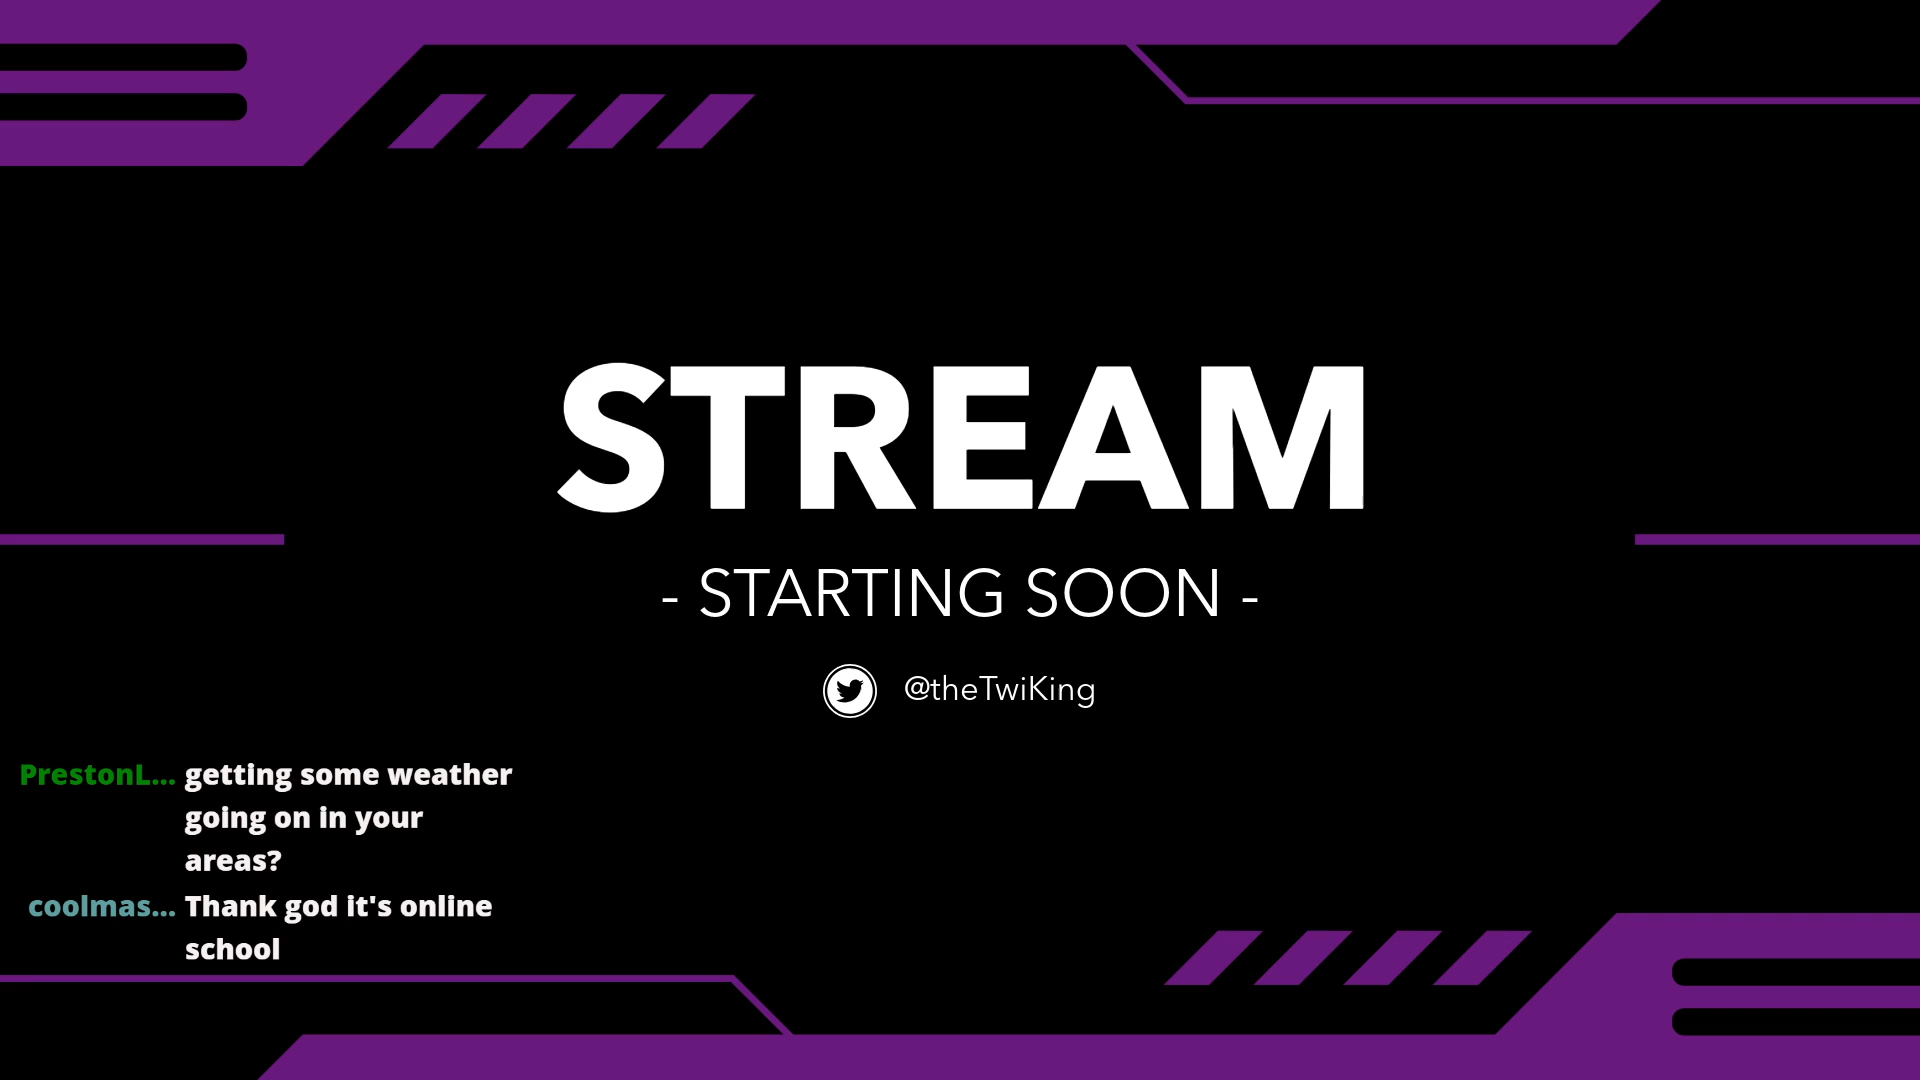 STREAM
- STARTING SOON -
@theTwiKing
PrestonL... getting some weather
going on in your
areas?
coolmas... Thank god it's online
school